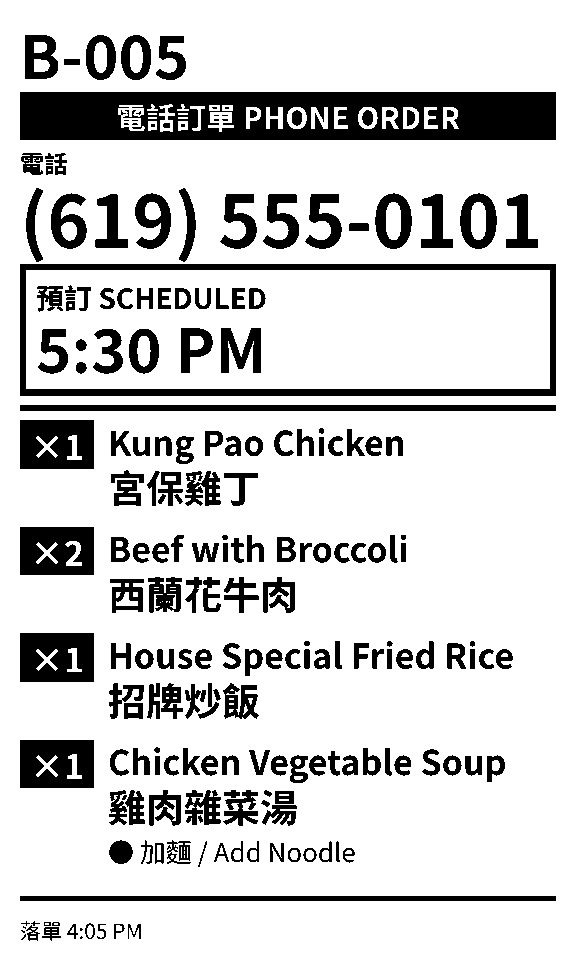 B-005
電話訂單 PHONE ORDER
電話
(619) 555-0101
預訂 SCHEDULED
5:30 PM
×1 Kung Pao Chicken
宮保雞丁
×2 Beef with Broccoli
西蘭花牛肉
×1 House Special Fried Rice
招牌炒飯
×1 Chicken Vegetable Soup
雞肉雜菜湯
● 加麵 / Add Noodle
落單 4:05 PM